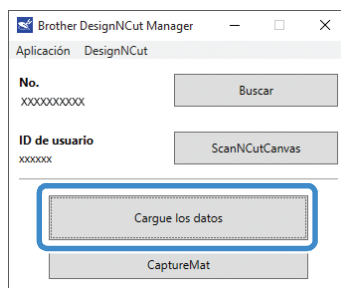 Brother DesignNCut Manager
Aplicación DesignNCut
No.
XXXXXXXXXX
Buscar
ID de usuario
xxxxxx
ScanNCutCanvas
Cargue los datos
CaptureMat